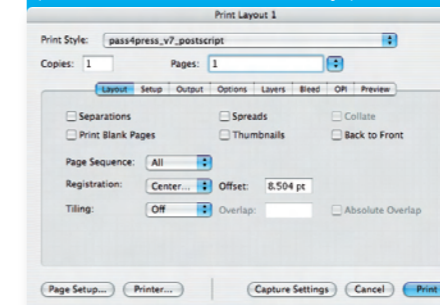 Print Layout 1
Print Style: pass4press_v7_postscript
Copies: 1 Pages: 1
Layout Setup Output Options Layers Bleed OPI Preview
Separations Spreads Collate
Print Blank Pages Thumbnails Back to Front
Page Sequence: All
Registration: Center... Offset: 8.504 pt
Tiling: Off Overlap: Absolute Overlap
Page Setup... Printer... Capture Settings Cancel Print